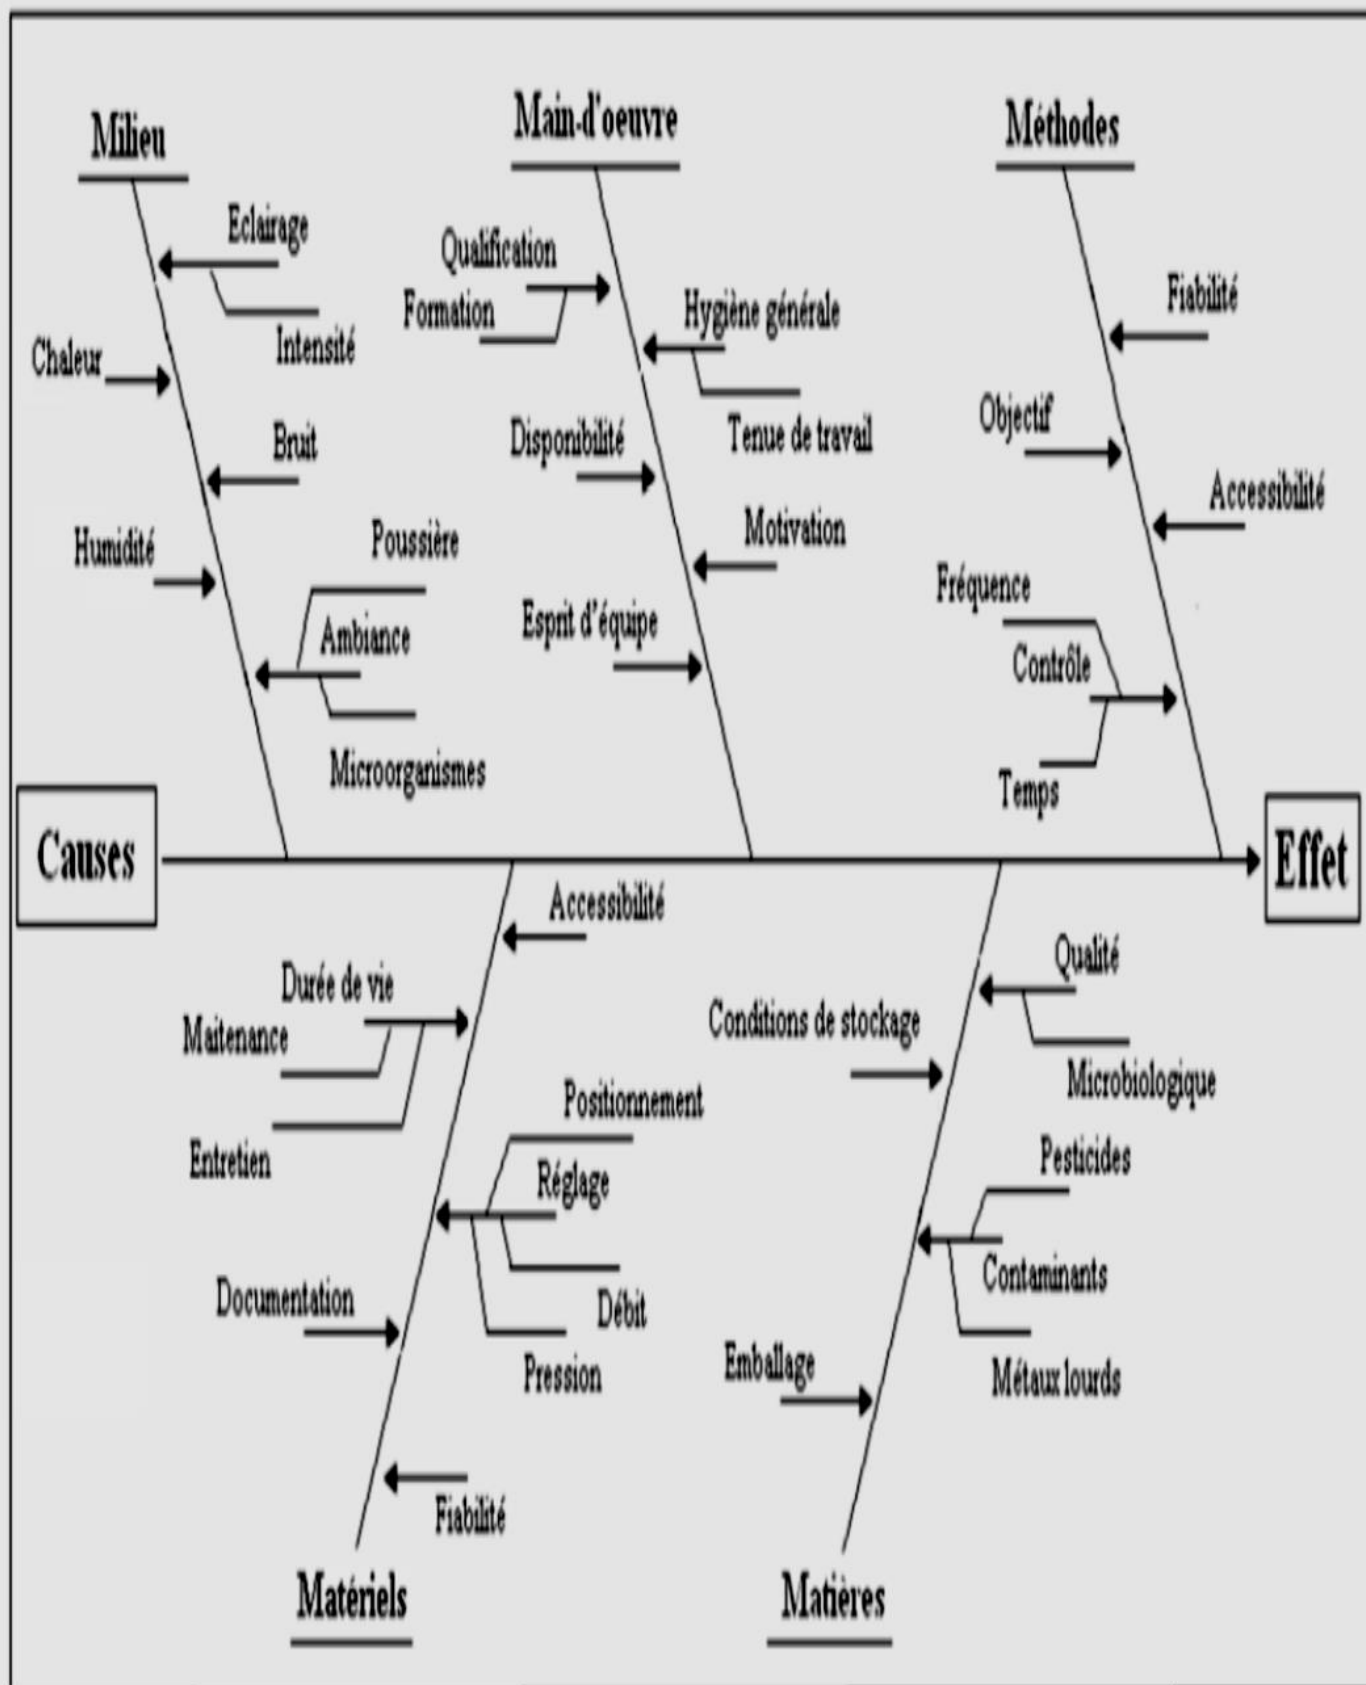 Milieu
Main-d'oeuvre
Méthodes
Eclairage
Intensité
Chaleur
Bruit
Humidité
Poussière
Ambiance
Microorganismes
Qualification
Formation
Hygiène générale
Tenue de travail
Disponibilité
Motivation
Esprit d'équipe
Fiabilité
Objectif
Accessibilité
Fréquence
Contrôle
Temps
Causes
Effet
Accessibilité
Durée de vie
Maitenance
Entretien
Positionnement
Réglage
Débit
Pression
Documentation
Fiabilité
Matériels
Qualité
Microbiologique
Conditions de stockage
Pesticides
Contaminants
Métaux lourds
Emballage
Matières